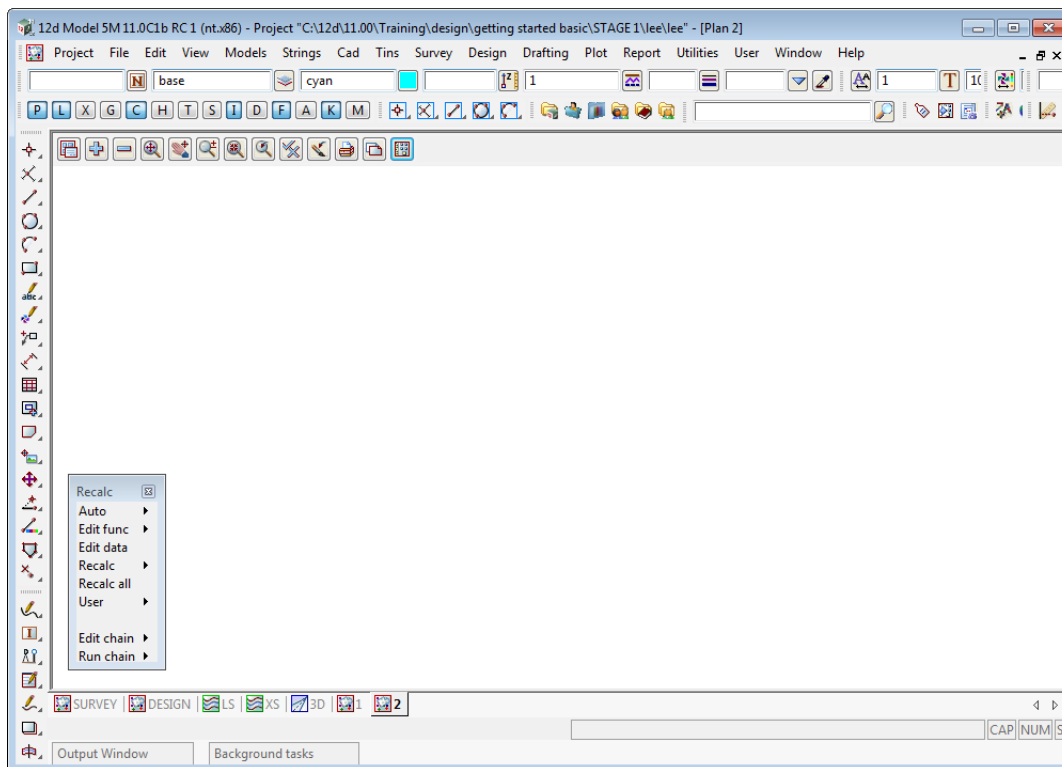 12d Model 5M 11.0C1b RC 1 (nt.x86) - Project "C:\12d\11.00\Training\design\getting started basic\STAGE 1\lee\lee" - [Plan 2]
Project File Edit View Models Strings Cad Tins Survey Design Drafting Plot Report Utilities User Window Help
N base cyan 1 1 T
P L X G C H T S I D F A K M
abc
Recalc
Auto
Edit func
Edit data
Recalc
Recalc all
User
Edit chain
Run chain
SURVEY DESIGN LS XS 3D 1 2
CAP NUM
Output Window Background tasks